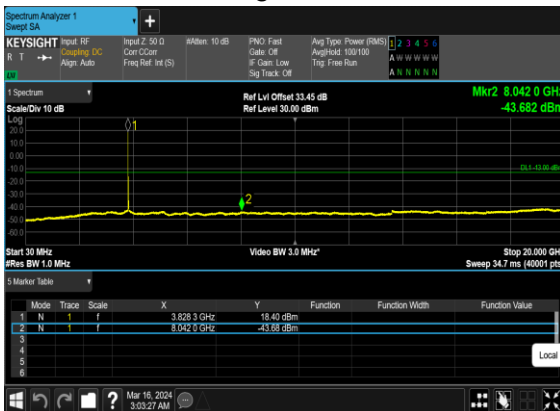 Spectrum Analyzer 1
Swept SA
KEYSIGHT
R T
LV
Input: RF
Coupling: DC
Align: Auto
Input Z: 50 Ω
Corr CCorr
Freq Ref: Int (S)
#Atten: 10 dB
PNO: Fast
Gate: Off
IF Gain: Low
Sig Track: Off
Avg Type: Power (RMS)
Avg|Hold: 100/100
Trig: Free Run
1 2 3 4 5 6
A W W W W W
A N N N N N
1 Spectrum
Scale/Div 10 dB
Ref Lvl Offset 33.45 dB
Ref Level 30.00 dBm
Mkr2 8.042 0 GHz
-43.682 dBm
Log
20.0
10.0
0.00
-10.0
-20.0
-30.0
-40.0
-50.0
-60.0
1
2
DL1 -13.00 dBm
Start 30 MHz
#Res BW 1.0 MHz
Video BW 3.0 MHz*
Stop 20.000 GHz
Sweep 34.7 ms (40001 pts)
5 Marker Table
Mode Trace Scale X Y Function Function Width Function Value
1 N 1 f 3.828 3 GHz 18.40 dBm
2 N 1 f 8.042 0 GHz -43.68 dBm
3
4
5
6
Local
?
Mar 16, 2024
3:03:27 AM